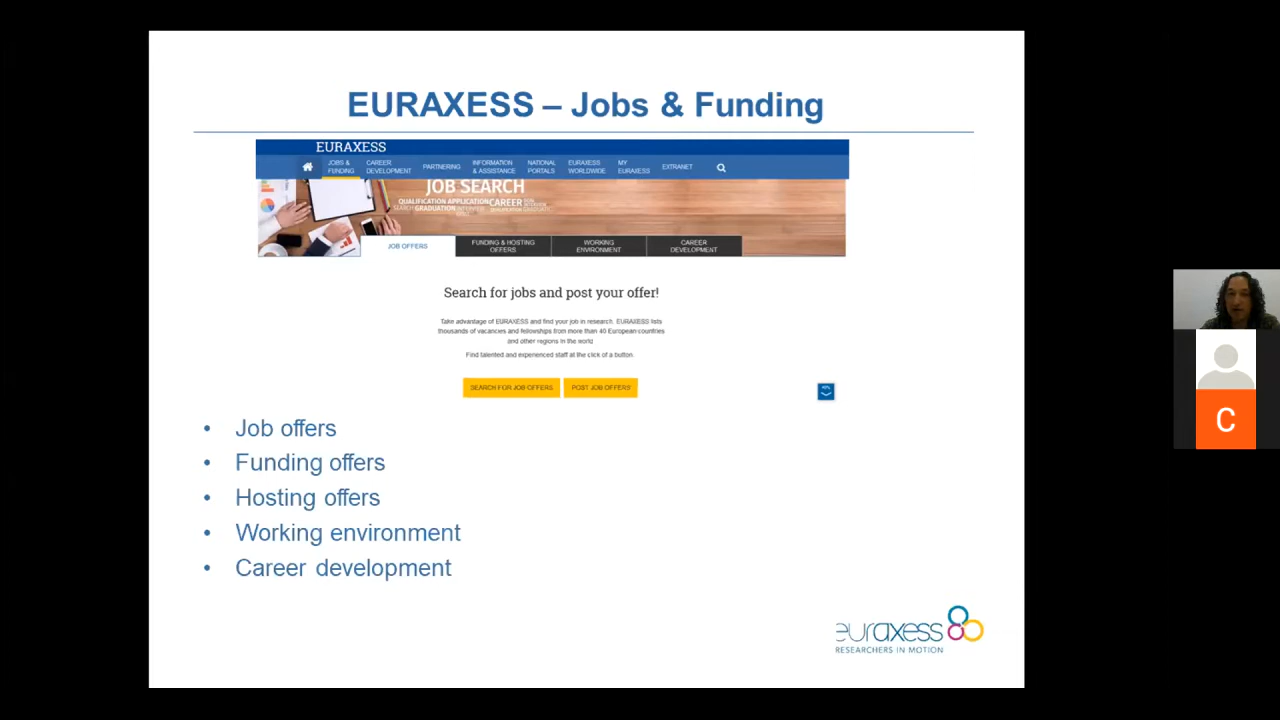 EURAXESS – Jobs & Funding
EURAXESS
JOBS & FUNDING
CAREER DEVELOPMENT
PARTNERING
INFORMATION & ASSISTANCE
NATIONAL PORTALS
EURAXESS WORLDWIDE
MY EURAXESS
EXTRANET
JOB SEARCH
QUALIFICATION APPLICATION CAREER
SEARCH GRADUATION INTERVIEW
JOB OFFERS
FUNDING & HOSTING OFFERS
WORKING ENVIRONMENT
CAREER DEVELOPMENT
Search for jobs and post your offer!
Take advantage of EURAXESS and find your job in research. EURAXESS lists
thousands of vacancies and fellowships from more than 40 European countries
and other regions in the world
Find talented and experienced staff at the click of a button
SEARCH FOR JOB OFFERS
POST JOB OFFERS
• Job offers
• Funding offers
• Hosting offers
• Working environment
• Career development
euraxess
RESEARCHERS IN MOTION
C